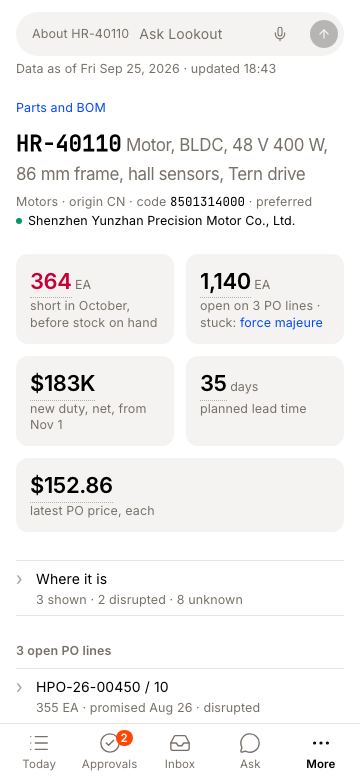 About HR-40110 Ask Lookout
Data as of Fri Sep 25, 2026 · updated 18:43
Parts and BOM
HR-40110 Motor, BLDC, 48 V 400 W,
86 mm frame, hall sensors, Tern drive
Motors · origin CN · code 8501314000 · preferred
Shenzhen Yunzhan Precision Motor Co., Ltd.
364 EA
short in October,
before stock on hand
1,140 EA
open on 3 PO lines ·
stuck: force majeure
$183K
new duty, net, from
Nov 1
35 days
planned lead time
$152.86
latest PO price, each
Where it is
3 shown · 2 disrupted · 8 unknown
3 open PO lines
HPO-26-00450 / 10
355 EA · promised Aug 26 · disrupted
2
Today
Approvals
Inbox
Ask
More